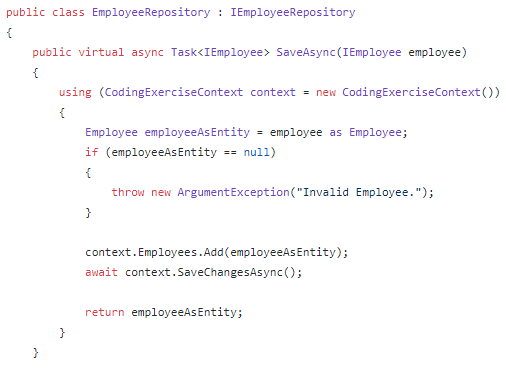 public class EmployeeRepository : IEmployeeRepository
{
    public virtual async Task<IEmployee> SaveAsync(IEmployee employee)
    {
        using (CodingExerciseContext context = new CodingExerciseContext())
        {
            Employee employeeAsEntity = employee as Employee;
            if (employeeAsEntity == null)
            {
                throw new ArgumentException("Invalid Employee.");
            }

            context.Employees.Add(employeeAsEntity);
            await context.SaveChangesAsync();

            return employeeAsEntity;
        }
    }